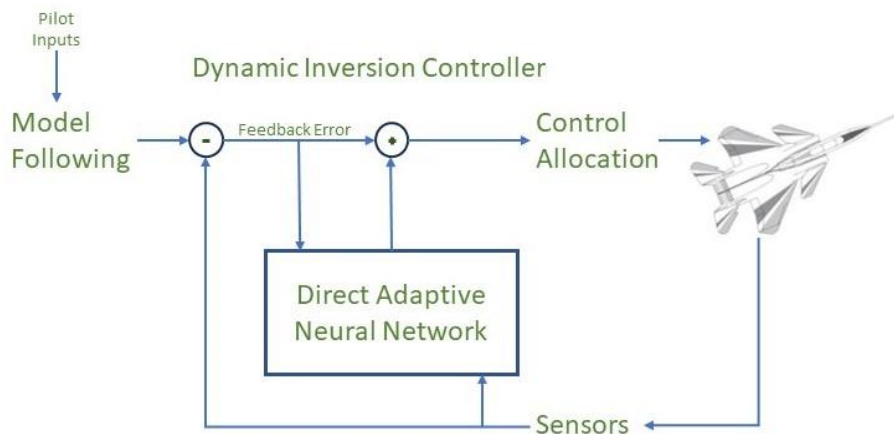 Pilot
Inputs
Dynamic Inversion Controller
Model
Following
-
Feedback Error
+
Control
Allocation
Direct Adaptive
Neural Network
Sensors